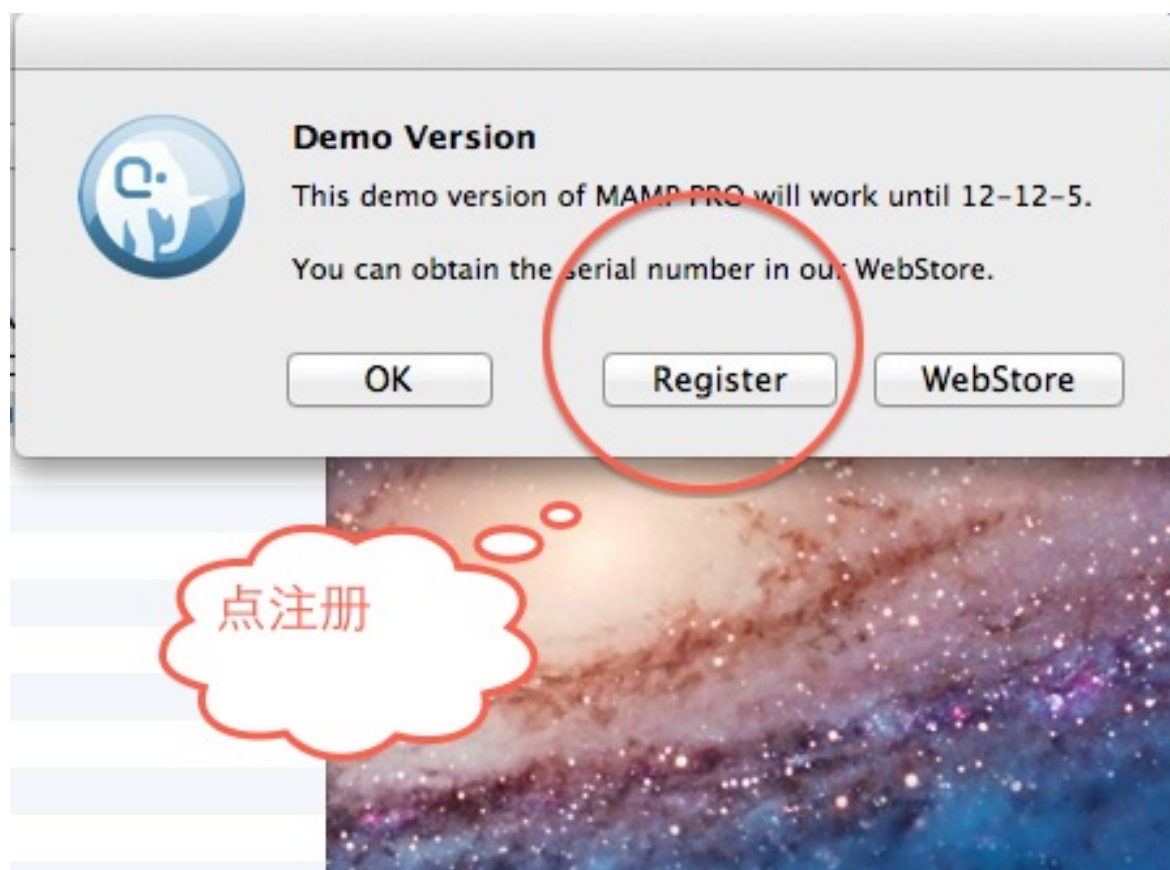 Demo Version
This demo version of MAMP PRO will work until 12-12-5.
You can obtain the serial number in our WebStore.
OK Register WebStore
点注册